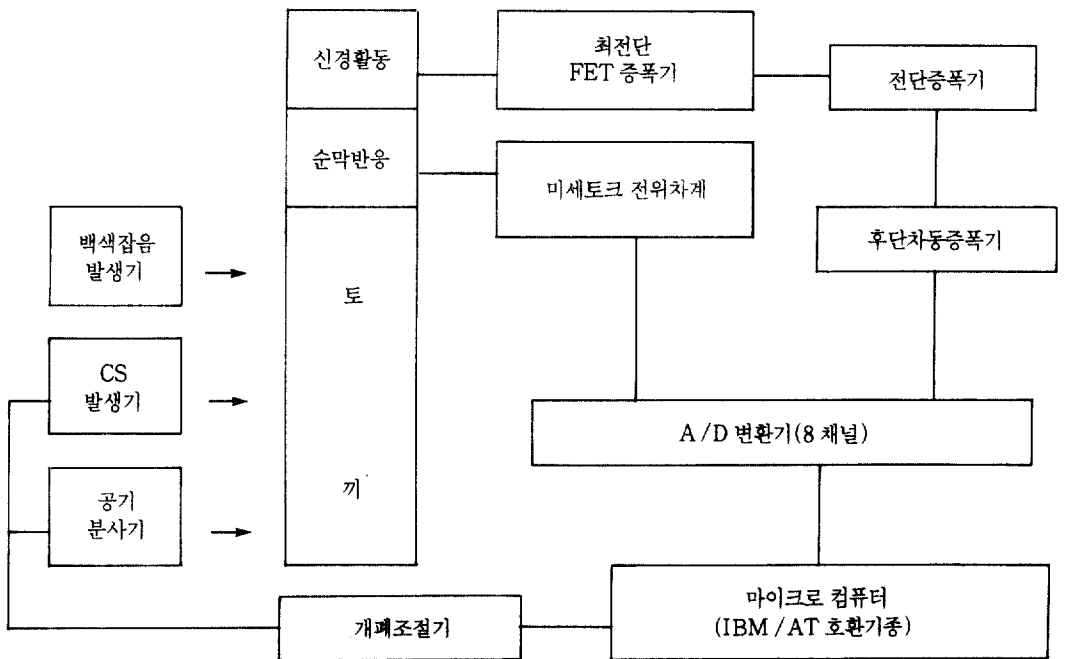 신경활동
최전단
FET 증폭기
전단증폭기
순막반응
미세토크 전위차계
백색잡음
발생기
후단차동증폭기
토
끼
CS
발생기
A/D 변환기(8 채널)
공기
분사기
마이크로 컴퓨터
(IBM/AT 호환기종)
개폐조절기